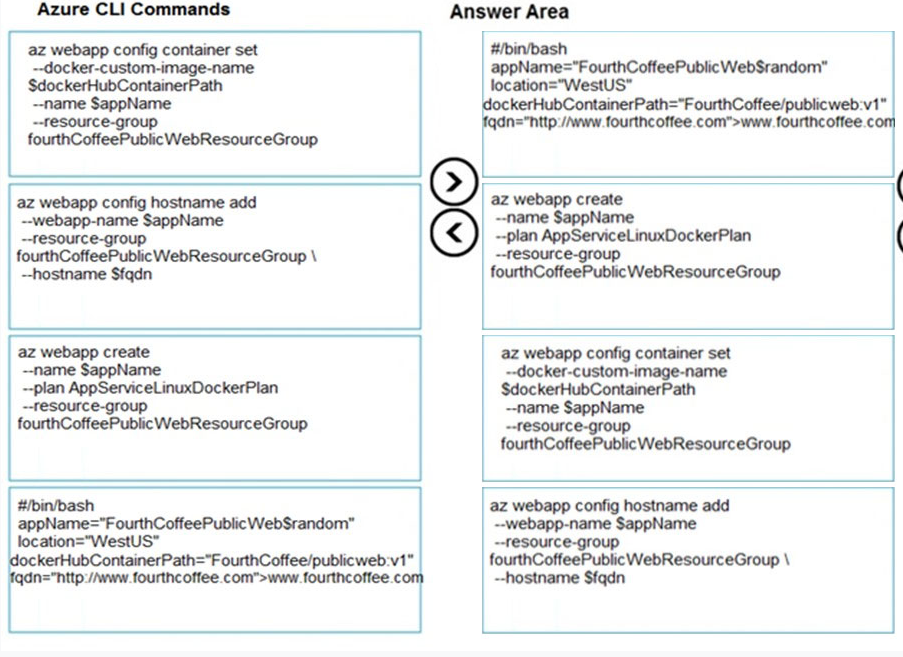 Azure CLI Commands
az webapp config container set
--docker-custom-image-name
$dockerHubContainerPath
--name $appName
--resource-group
fourthCoffeePublicWebResourceGroup
az webapp config hostname add
--webapp-name $appName
--resource-group
fourthCoffeePublicWebResourceGroup \
--hostname $fqdn
az webapp create
--name $appName
--plan AppServiceLinuxDockerPlan
--resource-group
fourthCoffeePublicWebResourceGroup
#/bin/bash
appName="FourthCoffeePublicWeb$random"
location="WestUS"
dockerHubContainerPath="FourthCoffee/publicweb:v1"
fqdn="http://www.fourthcoffee.com">www.fourthcoffee.com
Answer Area
#/bin/bash
appName="FourthCoffeePublicWeb$random"
location="WestUS"
dockerHubContainerPath="FourthCoffee/publicweb:v1"
fqdn="http://www.fourthcoffee.com">www.fourthcoffee.com
az webapp create
--name $appName
--plan AppServiceLinuxDockerPlan
--resource-group
fourthCoffeePublicWebResourceGroup
az webapp config container set
--docker-custom-image-name
$dockerHubContainerPath
--name $appName
--resource-group
fourthCoffeePublicWebResourceGroup
az webapp config hostname add
--webapp-name $appName
--resource-group
fourthCoffeePublicWebResourceGroup \
--hostname $fqdn